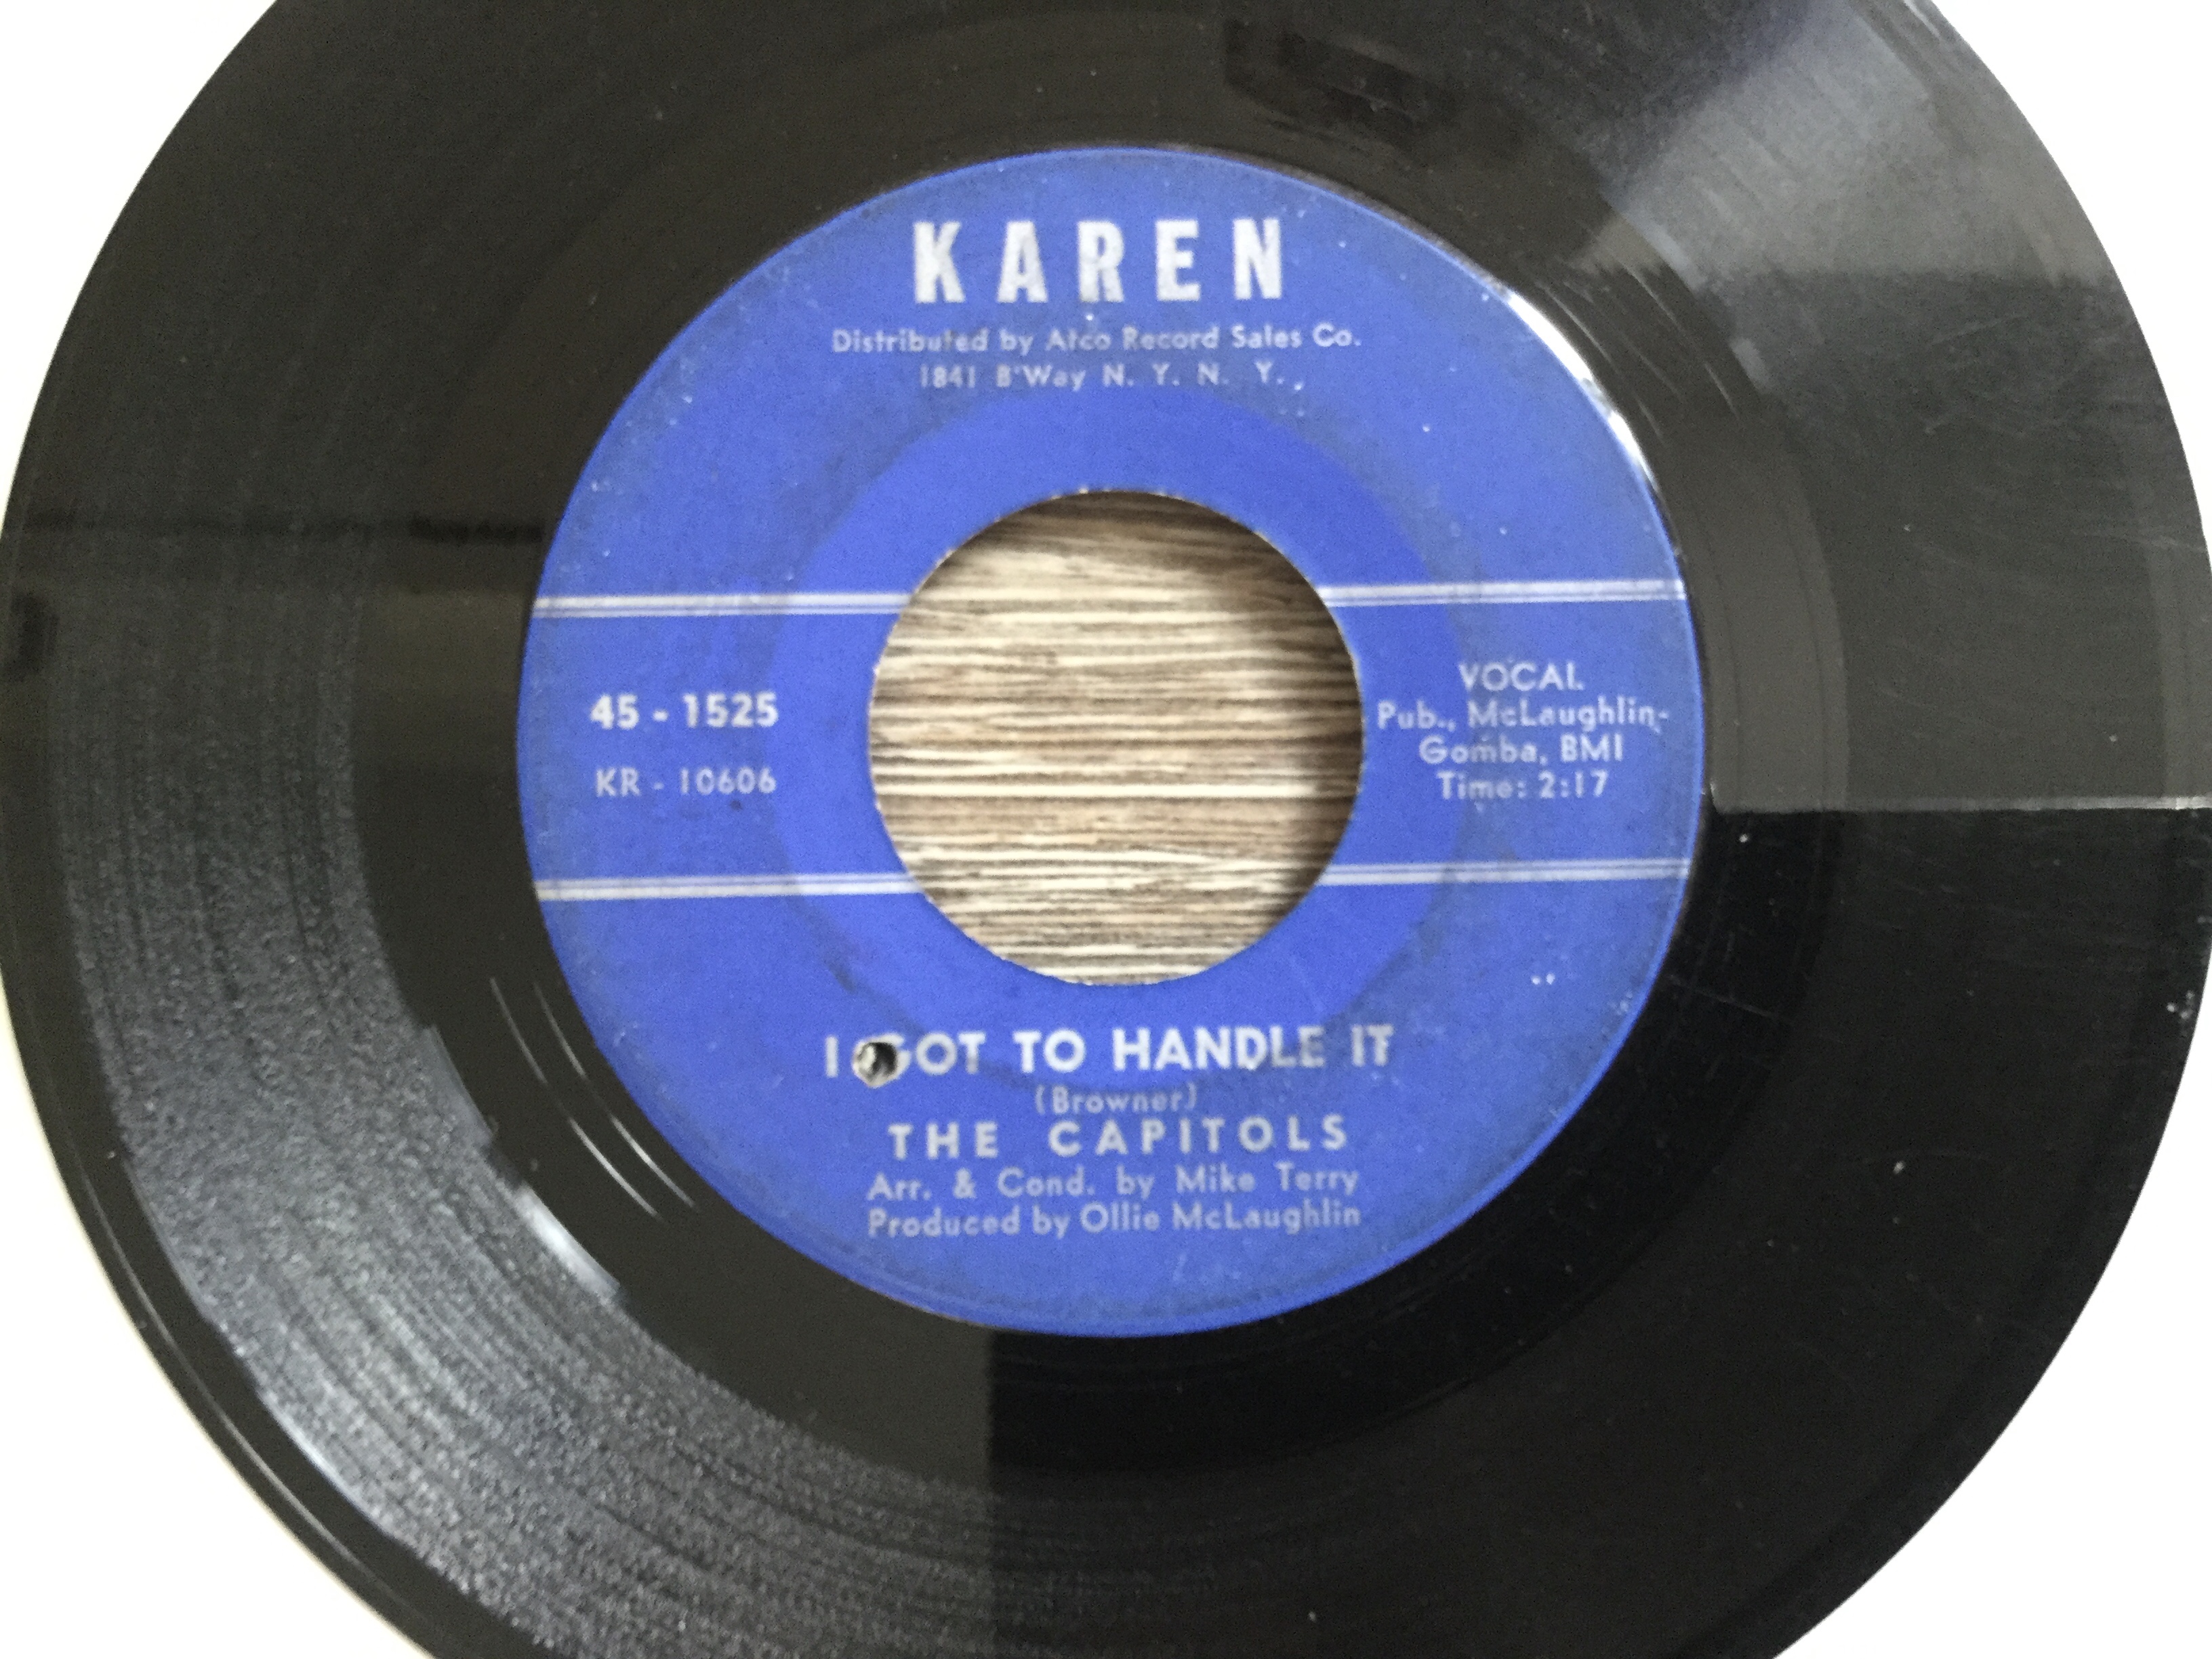 KAREN
Distributed by Atco Record Sales Co.
1841 B'Way N. Y. N. Y.
45 - 1525
KR - 10606
VOCAL
Pub., McLaughlin-
Gomba, BMI
Time: 2:17
I GOT TO HANDLE IT
(Browner)
THE CAPITOLS
Arr. & Cond. by Mike Terry
Produced by Ollie McLaughlin